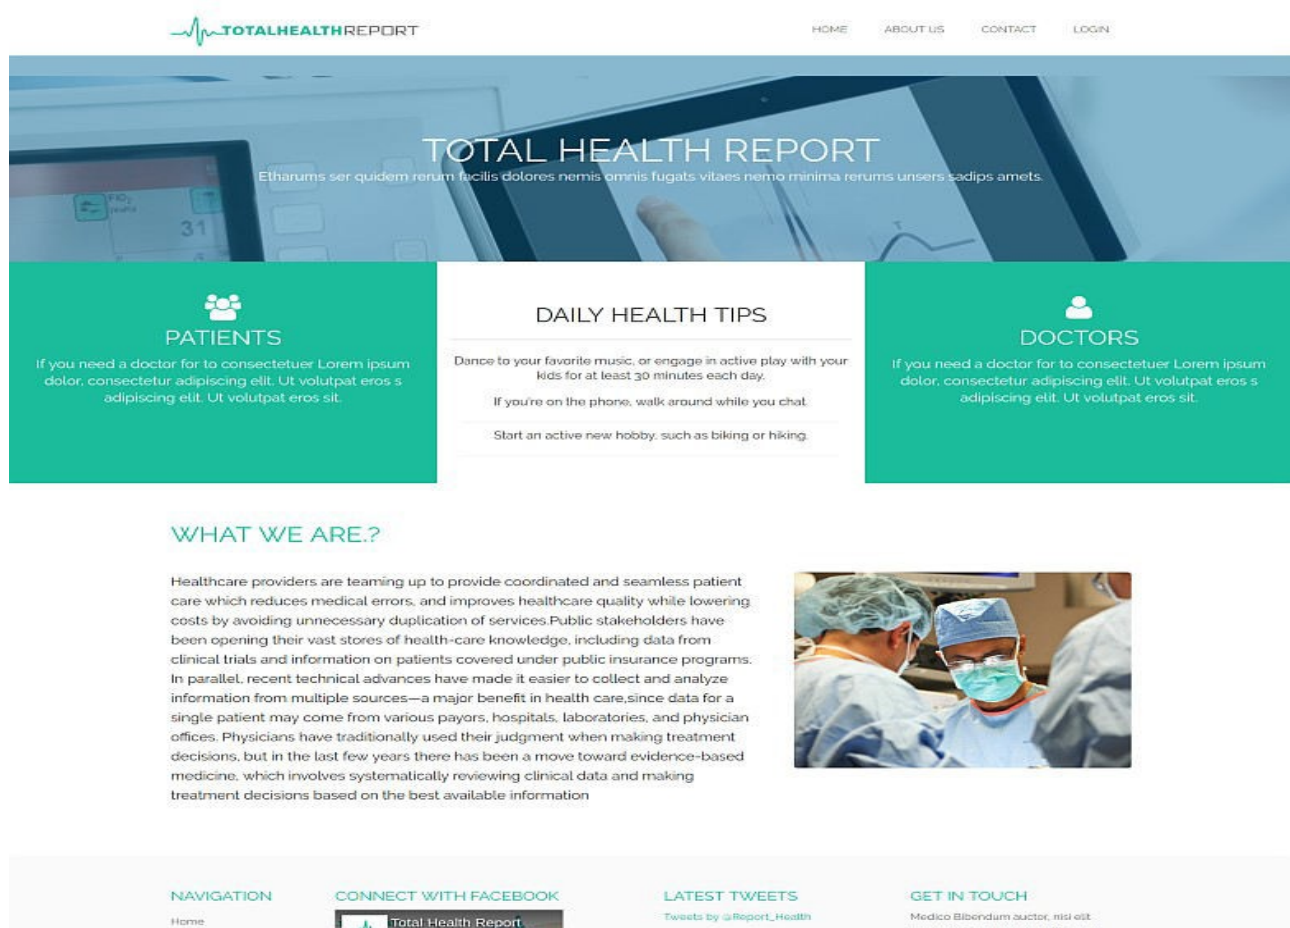 TOTALHEALTHREPORT
HOME ABOUT US CONTACT LOGIN
TOTAL HEALTH REPORT
Etharums ser quidem rerum facilis dolores nemis omnis fugats vitaes nemo minima rerums unsers sadips amets.
31
PATIENTS
If you need a doctor for to consectetuer Lorem ipsum
dolor, consectetur adipiscing elit. Ut volutpat eros s
adipiscing elit. Ut volutpat eros sit.
DAILY HEALTH TIPS
Dance to your favorite music, or engage in active play with your
kids for at least 30 minutes each day.
If you're on the phone, walk around while you chat.
Start an active new hobby, such as biking or hiking.
DOCTORS
If you need a doctor for to consectetuer Lorem ipsum
dolor, consectetur adipiscing elit. Ut volutpat eros s
adipiscing elit. Ut volutpat eros sit.
WHAT WE ARE.?
Healthcare providers are teaming up to provide coordinated and seamless patient
care which reduces medical errors, and improves healthcare quality while lowering
costs by avoiding unnecessary duplication of services.Public stakeholders have
been opening their vast stores of health-care knowledge, including data from
clinical trials and information on patients covered under public insurance programs.
In parallel, recent technical advances have made it easier to collect and analyze
information from multiple sources—a major benefit in health care,since data for a
single patient may come from various payors, hospitals, laboratories, and physician
offices. Physicians have traditionally used their judgment when making treatment
decisions, but in the last few years there has been a move toward evidence-based
medicine, which involves systematically reviewing clinical data and making
treatment decisions based on the best available information
NAVIGATION
Home
CONNECT WITH FACEBOOK
Total Health Report
LATEST TWEETS
Tweets by @Report_Health
GET IN TOUCH
Medico Bibendum auctor, nisi elit